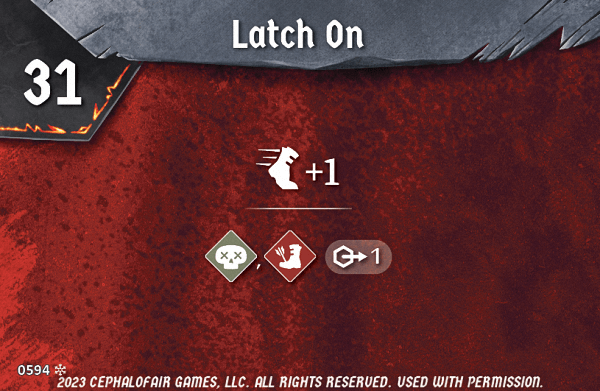 Latch On
31
+1
, 1
0594
2023 CEPHALOFAIR GAMES, LLC. ALL RIGHTS RESERVED. USED WITH PERMISSION.